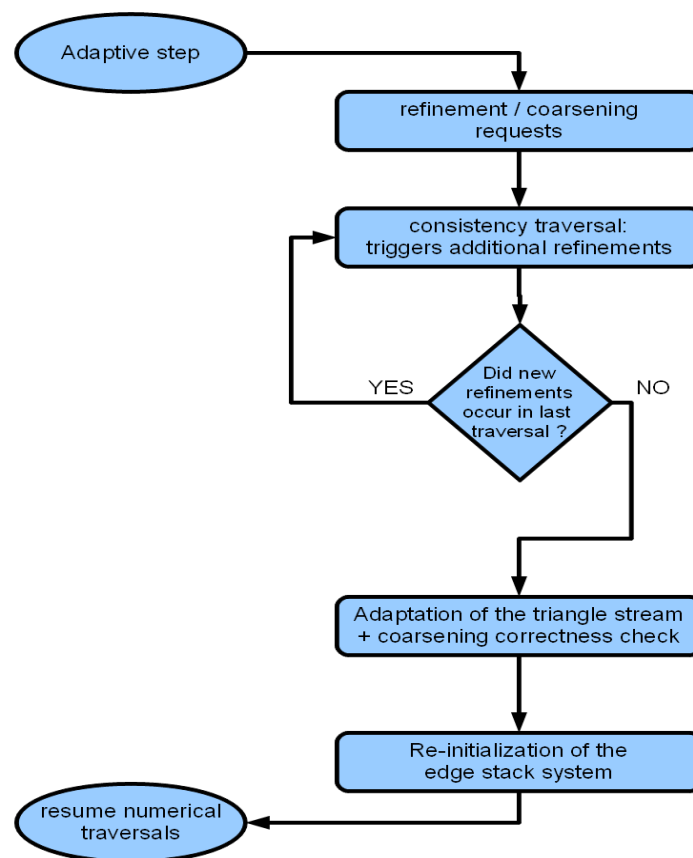 Adaptive step
refinement / coarsening
requests
consistency traversal:
triggers additional refinements
Did new
refinements
occur in last
traversal ?
YES
NO
Adaptation of the triangle stream
+ coarsening correctness check
Re-initialization of the
edge stack system
resume numerical
traversals